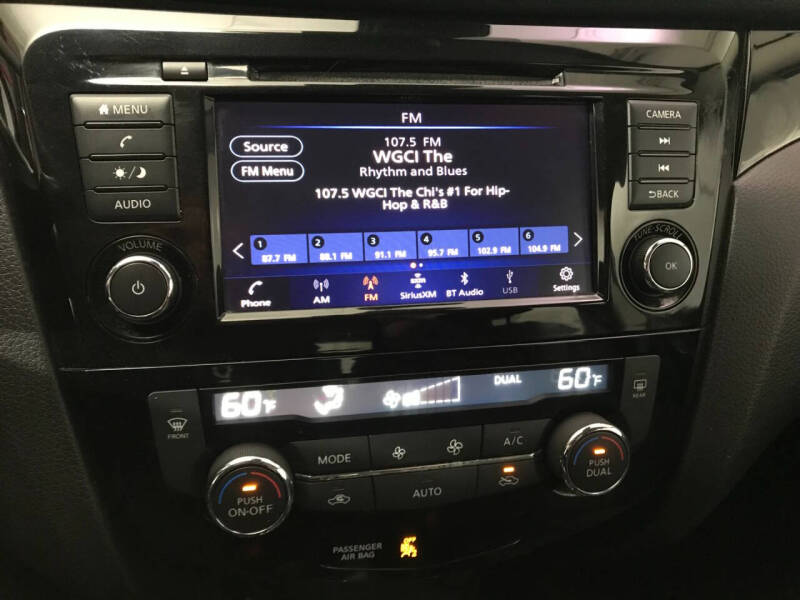 MENU
AUDIO
VOLUME
FM
Source
FM Menu
107.5 FM
WGCI The
Rhythm and Blues
107.5 WGCI The Chi's #1 For Hip-
Hop & R&B
1 2 3 4 5 6
87.7 FM 88.1 FM 91.1 FM 95.7 FM 102.9 FM 104.9 FM
Phone AM FM SiriusXM BT Audio USB Settings
CAMERA
BACK
TUNE·SCROLL
OK
60°F DUAL 60°F
FRONT
REAR
MODE
A/C
AUTO
PUSH
ON·OFF
PUSH
DUAL
PASSENGER
AIR BAG
OFF